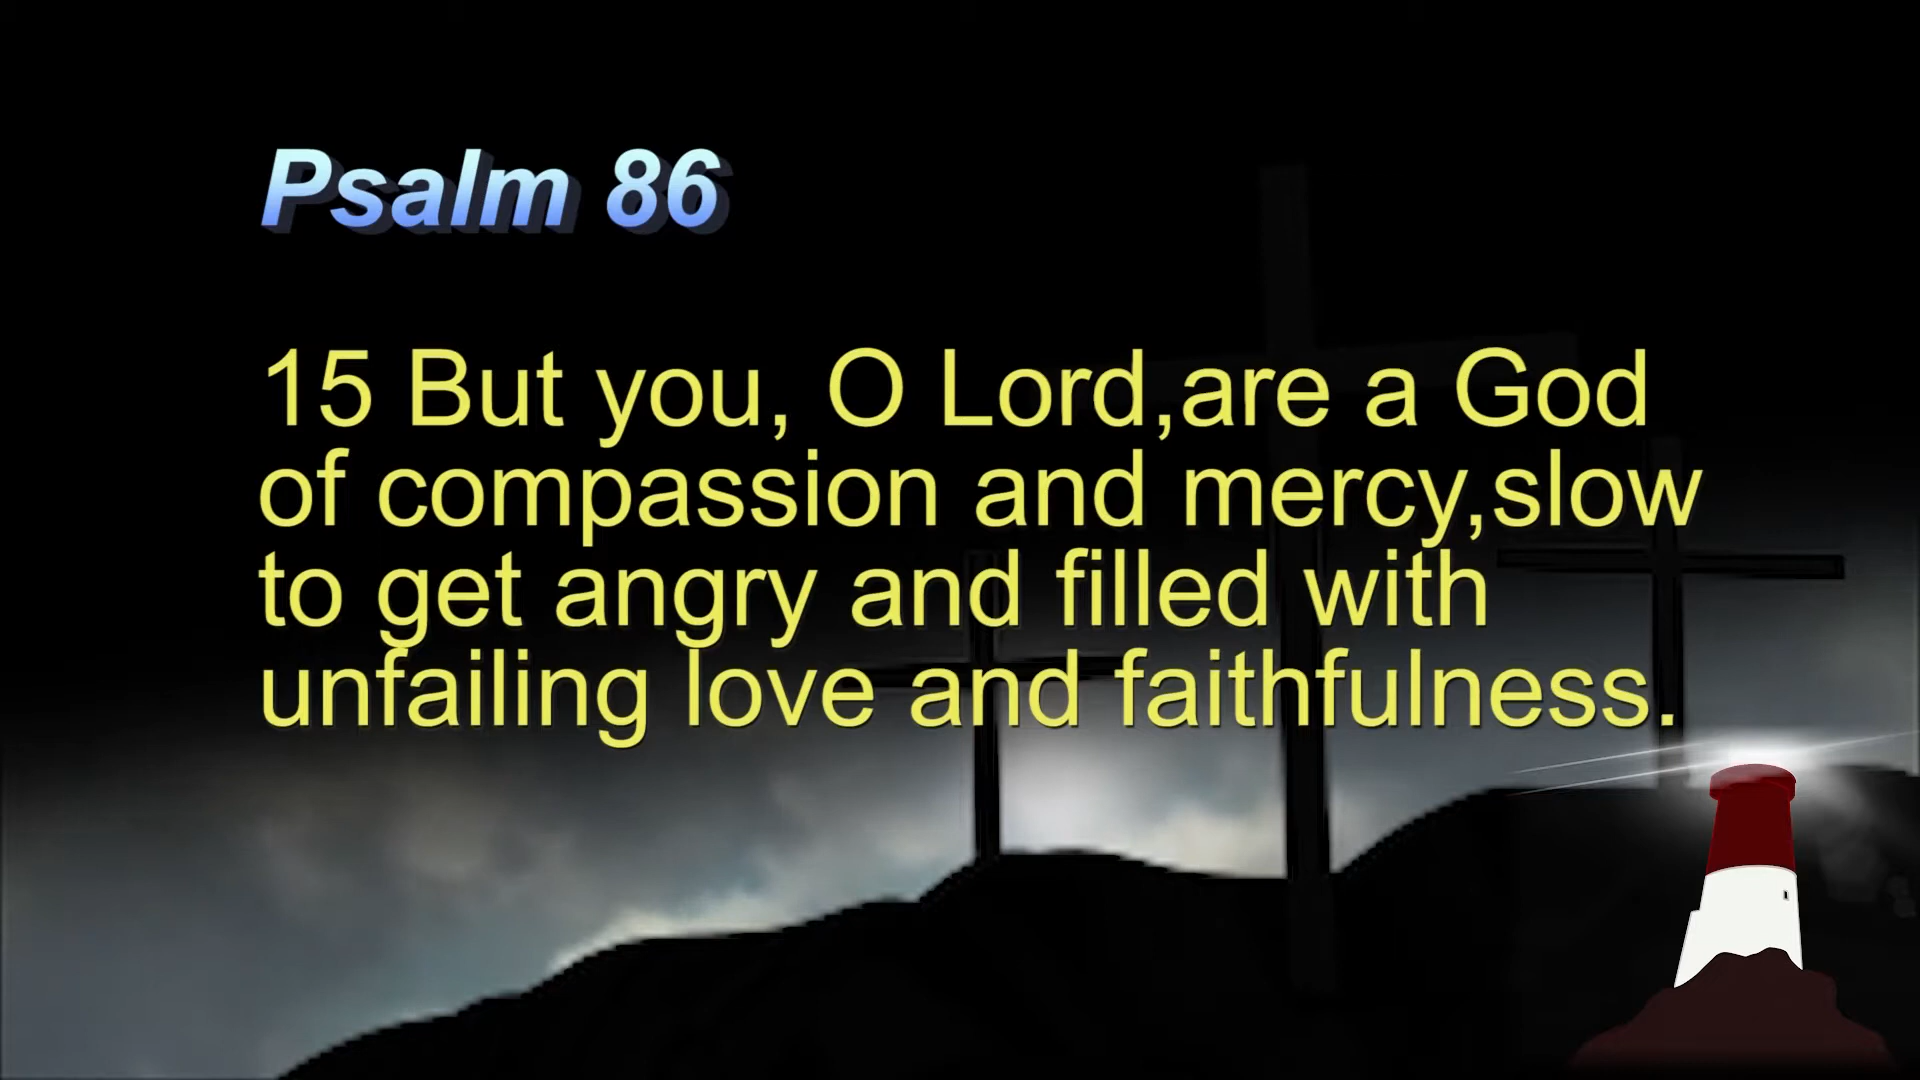 Psalm 86
15 But you, O Lord,are a God
of compassion and mercy,slow
to get angry and filled with
unfailing love and faithfulness.